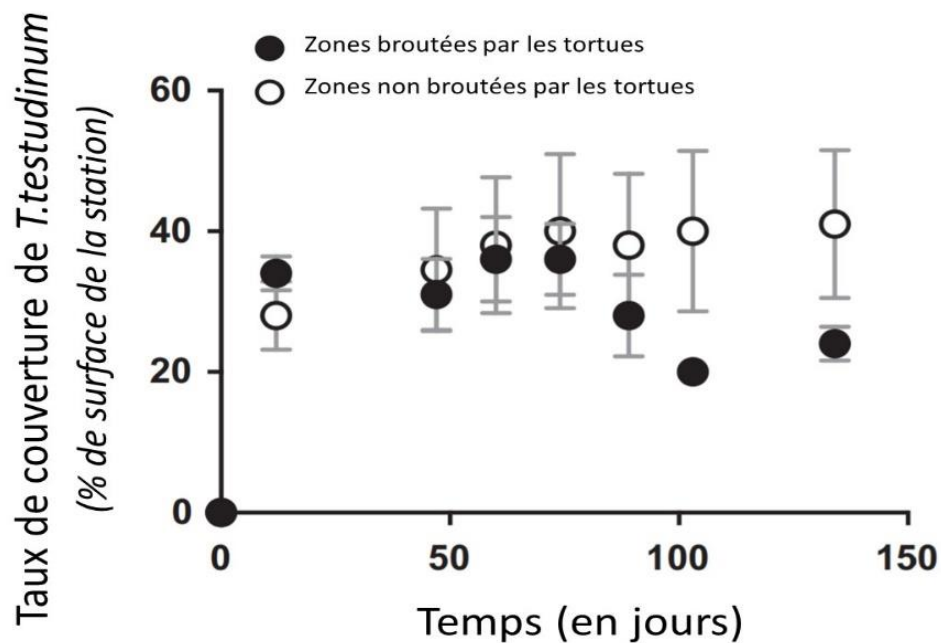 Zones broutées par les tortues
Zones non broutées par les tortues
Taux de couverture de T.testudinum
(% de surface de la station)
60
40
20
0
0
50
100
150
Temps (en jours)